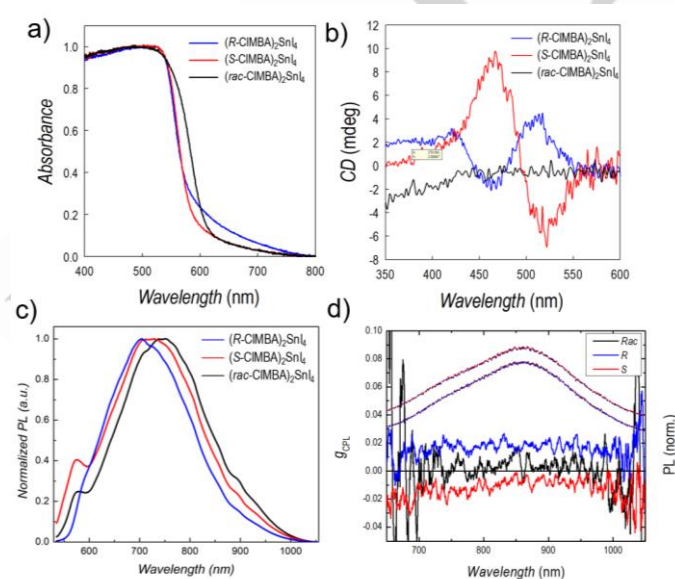 a)
Absorbance
1.0
0.8
0.6
0.4
0.2
0.0
400 500 600 700 800
Wavelength (nm)
(R-ClMBA)₂SnI₄
(S-ClMBA)₂SnI₄
(rac-ClMBA)₂SnI₄
b)
CD (mdeg)
12
10
8
6
4
2
0
-2
-4
-6
-8
350 400 450 500 550 600
Wavelength (nm)
(R-ClMBA)₂SnI₄
(S-ClMBA)₂SnI₄
(rac-ClMBA)₂SnI₄
c)
Normalized PL (a.u.)
1.0
0.8
0.6
0.4
0.2
0.0
600 700 800 900 1000
Wavelength (nm)
(R-ClMBA)₂SnI₄
(S-ClMBA)₂SnI₄
(rac-ClMBA)₂SnI₄
d)
gCPL
0.10
0.08
0.06
0.04
0.02
0.00
-0.02
-0.04
700 800 900 1000
Wavelength (nm)
Rac
R
S
PL (norm.)